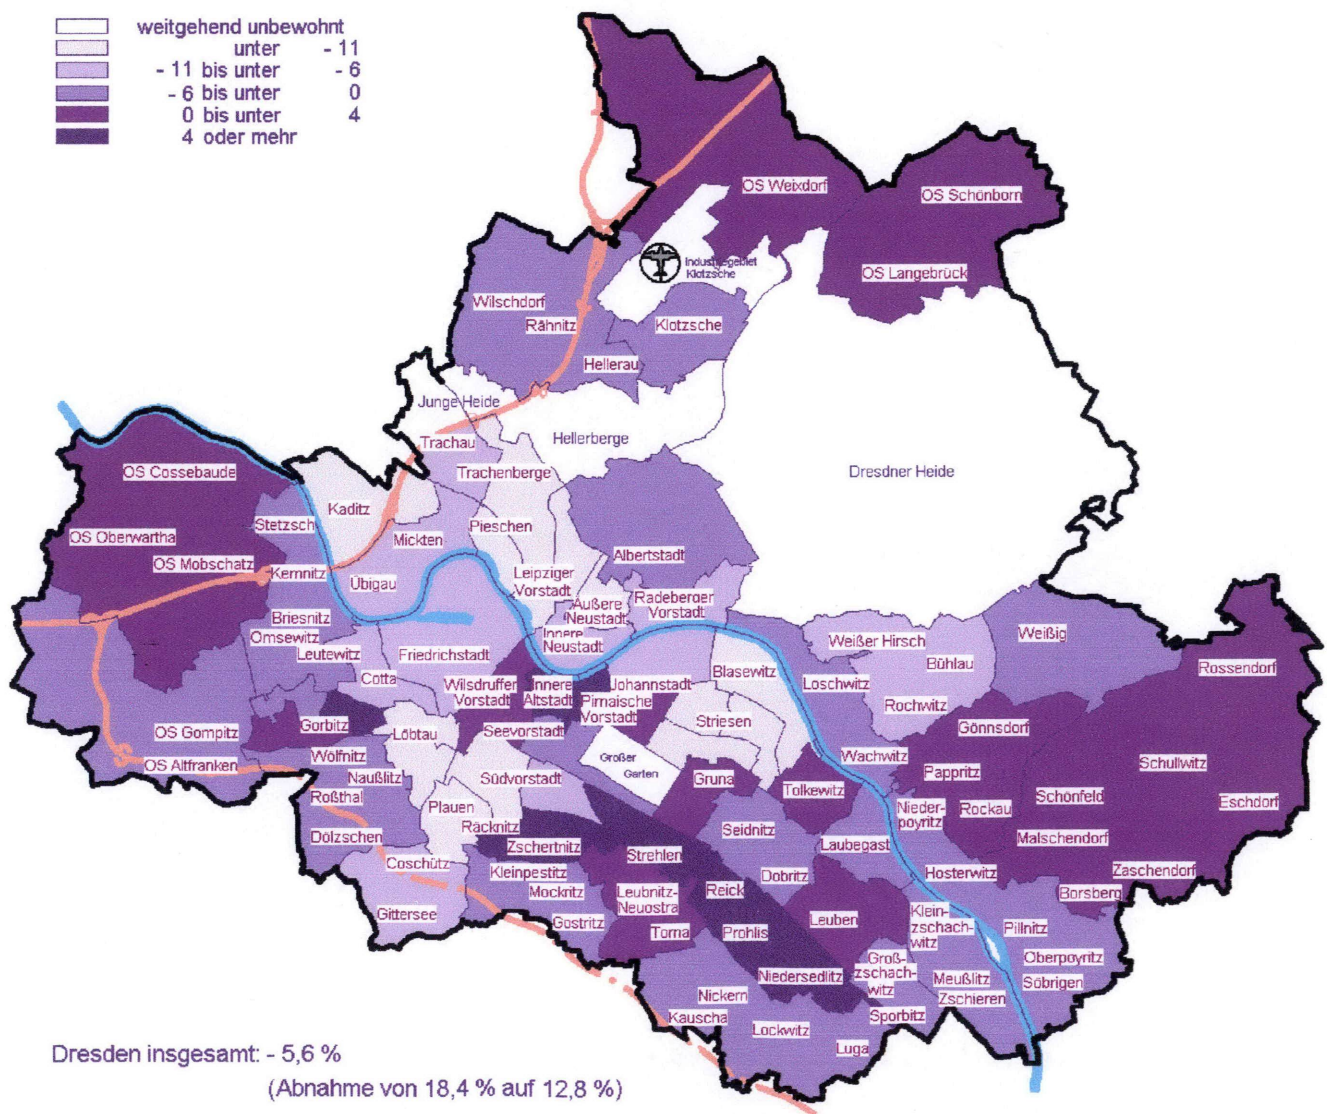 weitgehend unbewohnt
unter - 11
- 11 bis unter - 6
- 6 bis unter 0
0 bis unter 4
4 oder mehr
OS Weixdorf
OS Schönborn
Industriegebiet
Klotzsche
OS Langebrück
Wilschdorf
Rähnitz
Klotzsche
Hellerau
Junge Heide
Trachau
Hellerberge
Trachenberge
Dresdner Heide
OS Cossebaude
Kaditz
Stetzsch
Pieschen
OS Oberwartha
Mickten
Albertstadt
OS Mobschatz
Kemnitz
Übigau
Leipziger
Vorstadt
Radeberger
Vorstadt
Äußere
Neustadt
Briesnitz
Omsewitz
Leutewitz
Innere
Neustadt
Weißer Hirsch
Weißig
Friedrichstadt
Bühlau
Rossendorf
Cotta
Wilsdruffer
Vorstadt
Innere
Altstadt
Johannstadt
Pirnaische
Vorstadt
Blasewitz
Loschwitz
Rochwitz
Gorbitz
OS Gompitz
Löbtau
Seevorstadt
Striesen
Gönnsdorf
Wölfnitz
OS Altfranken
Großer
Garten
Wachwitz
Schullwitz
Naußlitz
Südvorstadt
Gruna
Tolkewitz
Pappritz
Roßthal
Plauen
Schönfeld
Eschdorf
Rockau
Nieder-
poyritz
Räcknitz
Seidnitz
Dölzschen
Zschertnitz
Laubegast
Malschendorf
Coschütz
Strehlen
Kleinpestitz
Dobritz
Hosterwitz
Zaschendorf
Mockritz
Leubnitz-
Neuostra
Reick
Borsberg
Gittersee
Gostritz
Torna
Prohlis
Leuben
Klein-
zschach-
witz
Pillnitz
Niedersedlitz
Groß-
zschach-
witz
Oberpoyritz
Meußlitz
Söbrigen
Nickern
Zschieren
Kauscha
Lockwitz
Sporbitz
Luga
Dresden insgesamt: - 5,6 %
(Abnahme von 18,4 % auf 12,8 %)